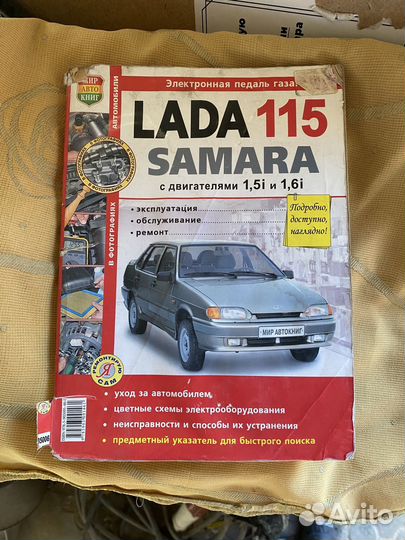 Электронная педаль газа.
МИР
АВТО
КНИГ
АВТОМОБИЛИ
LADA 115
SAMARA
с двигателями 1,5i и 1,6i
• эксплуатация
• обслуживание
• ремонт
Подробно,
доступно,
наглядно!
В ФОТОГРАФИЯХ
МИР АВТОКНИГ
РЕМОНТИРУЮ
Я
САМ
• уход за автомобилем
• цветные схемы электрооборудования
• неисправности и способы их устранения
• предметный указатель для быстрого поиска
Avito